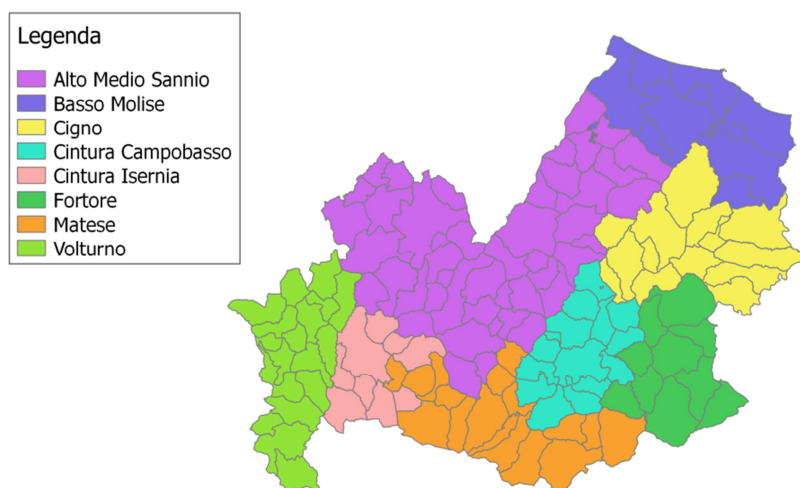 Legenda
Alto Medio Sannio
Basso Molise
Cigno
Cintura Campobasso
Cintura Isernia
Fortore
Matese
Volturno